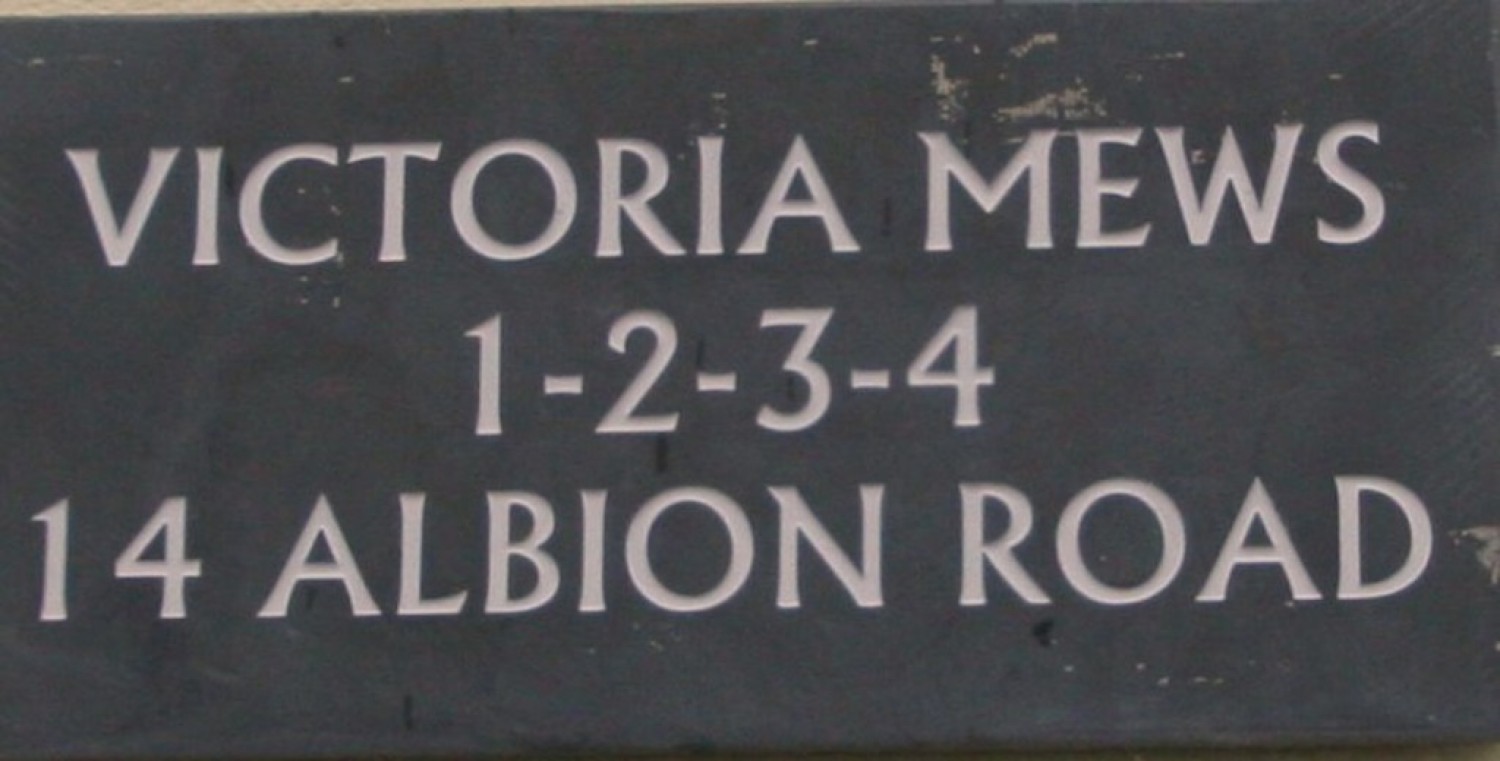 VICTORIA MEWS
1-2-3-4
14 ALBION ROAD